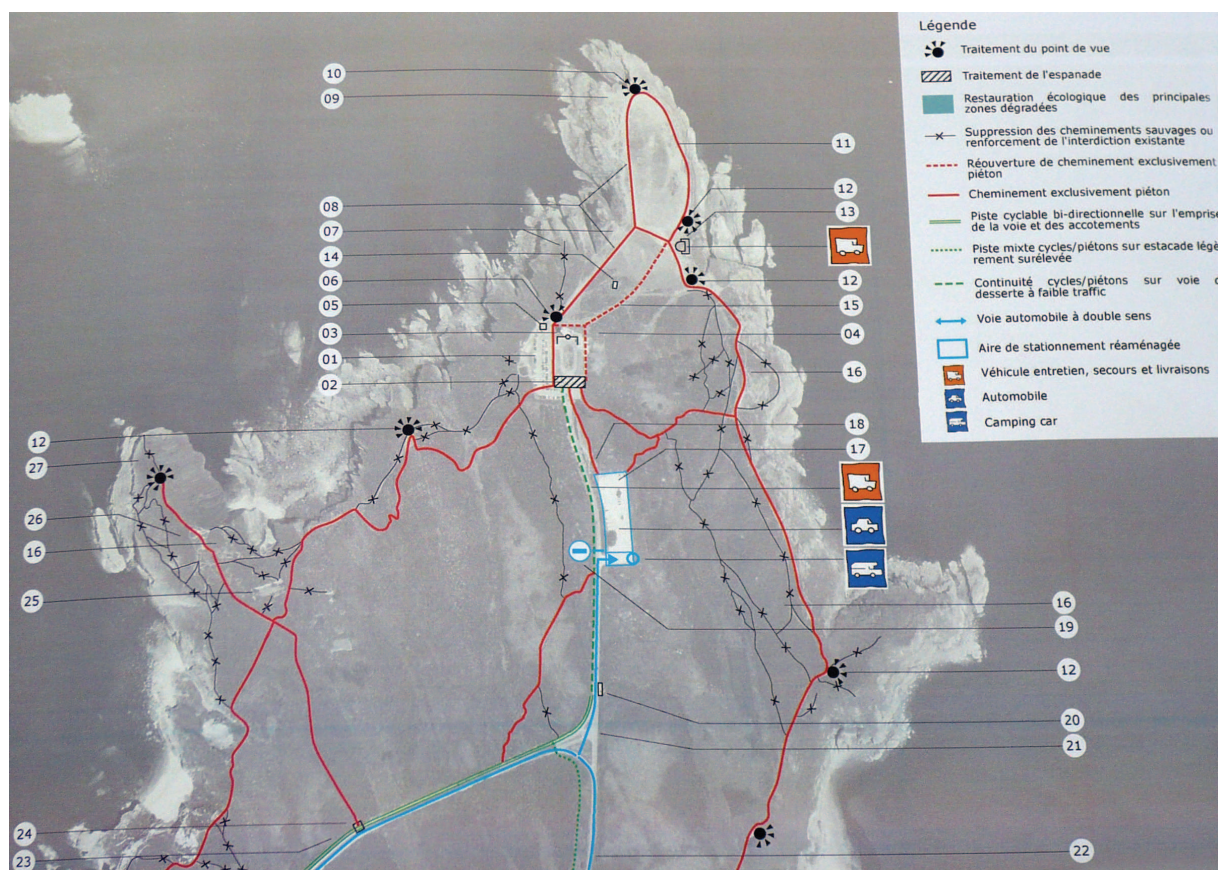 Légende
Traitement du point de vue
Traitement de l'espanade
Restauration écologique des principales
zones dégradées
Suppression des cheminements sauvages ou
renforcement de l'interdiction existante
Réouverture de cheminement exclusivement
piéton
Cheminement exclusivement piéton
Piste cyclable bi-directionnelle sur l'emprise
de la voie et des accotements
Piste mixte cycles/piétons sur estacade légè
rement surélevée
Continuité cycles/piétons sur voie d
desserte à faible traffic
Voie automobile à double sens
Aire de stationnement réaménagée
Véhicule entretien, secours et livraisons
Automobile
Camping car
10
09
11
08
12
13
07
14
06
12
05
15
03
04
01
16
02
12
18
27
17
26
16
25
16
19
12
20
21
24
23
22